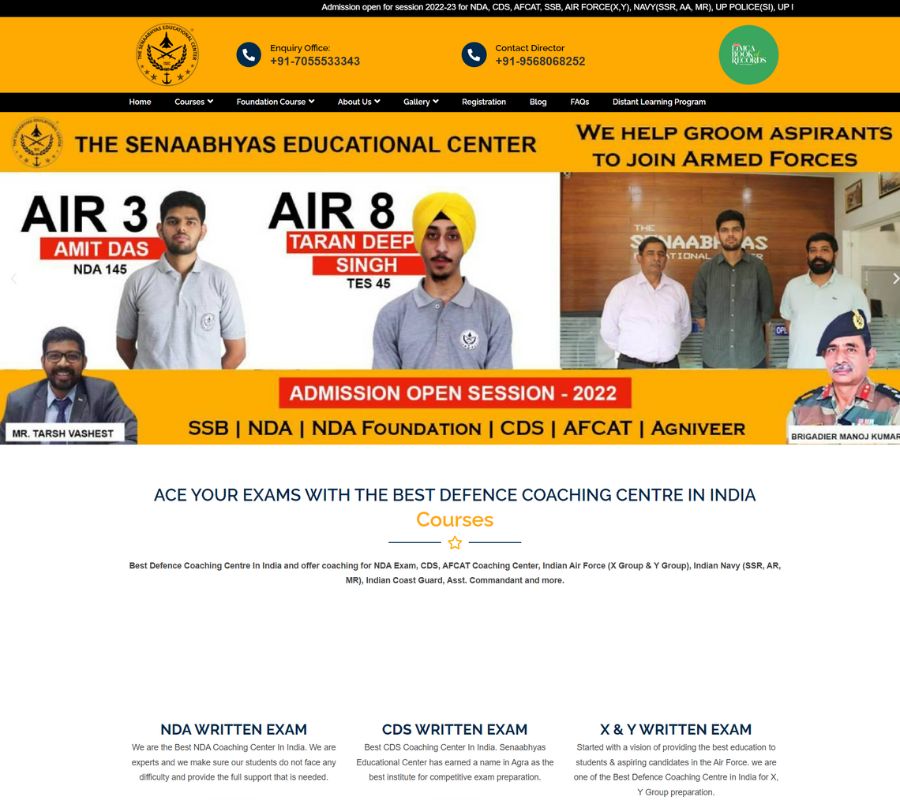 Admission open for session 2022-23 for NDA, CDS, AFCAT, SSB, AIR FORCE(X,Y), NAVY(SSR, AA, MR), UP POLICE(SI), UP
THE SENAABHYAS EDUCATIONAL CENTER
Enquiry Office:
+91-7055533343
Contact Director
+91-9568068252
LIMCA
BOOK of
RECORDS
Home Courses Foundation Course About Us Gallery Registration Blog FAQs Distant Learning Program
THE SENAABHYAS EDUCATIONAL CENTER
WE HELP GROOM ASPIRANTS
TO JOIN ARMED FORCES
AIR 3
AMIT DAS
NDA 145
AIR 8
TARAN DEEP
SINGH
TES 45
THE
SENAABHYAS
MR. TARSH VASHEST
ADMISSION OPEN SESSION - 2022
SSB | NDA | NDA FOUNDATION | CDS | AFCAT | AGNIVEER
BRIGADIER MANOJ KUMAR
ACE YOUR EXAMS WITH THE BEST DEFENCE COACHING CENTRE IN INDIA
Courses
Best Defence Coaching Centre In India and offer coaching for NDA Exam, CDS, AFCAT Coaching Center, Indian Air Force (X Group & Y Group), Indian Navy (SSR, AR,
MR), Indian Coast Guard, Asst. Commandant and more.
NDA WRITTEN EXAM
We are the Best NDA Coaching Center In India. We are
experts and we make sure our students do not face any
difficulty and provide the full support that is needed.
CDS WRITTEN EXAM
Best CDS Coaching Center In India. Senaabhyas
Educational Center has earned a name in Agra as the
best institute for competitive exam preparation.
X & Y WRITTEN EXAM
Started with a vision of providing the best education to
students & aspiring candidates in the Air Force. we are
one of the Best Defence Coaching Centre in India for X,
Y Group preparation.